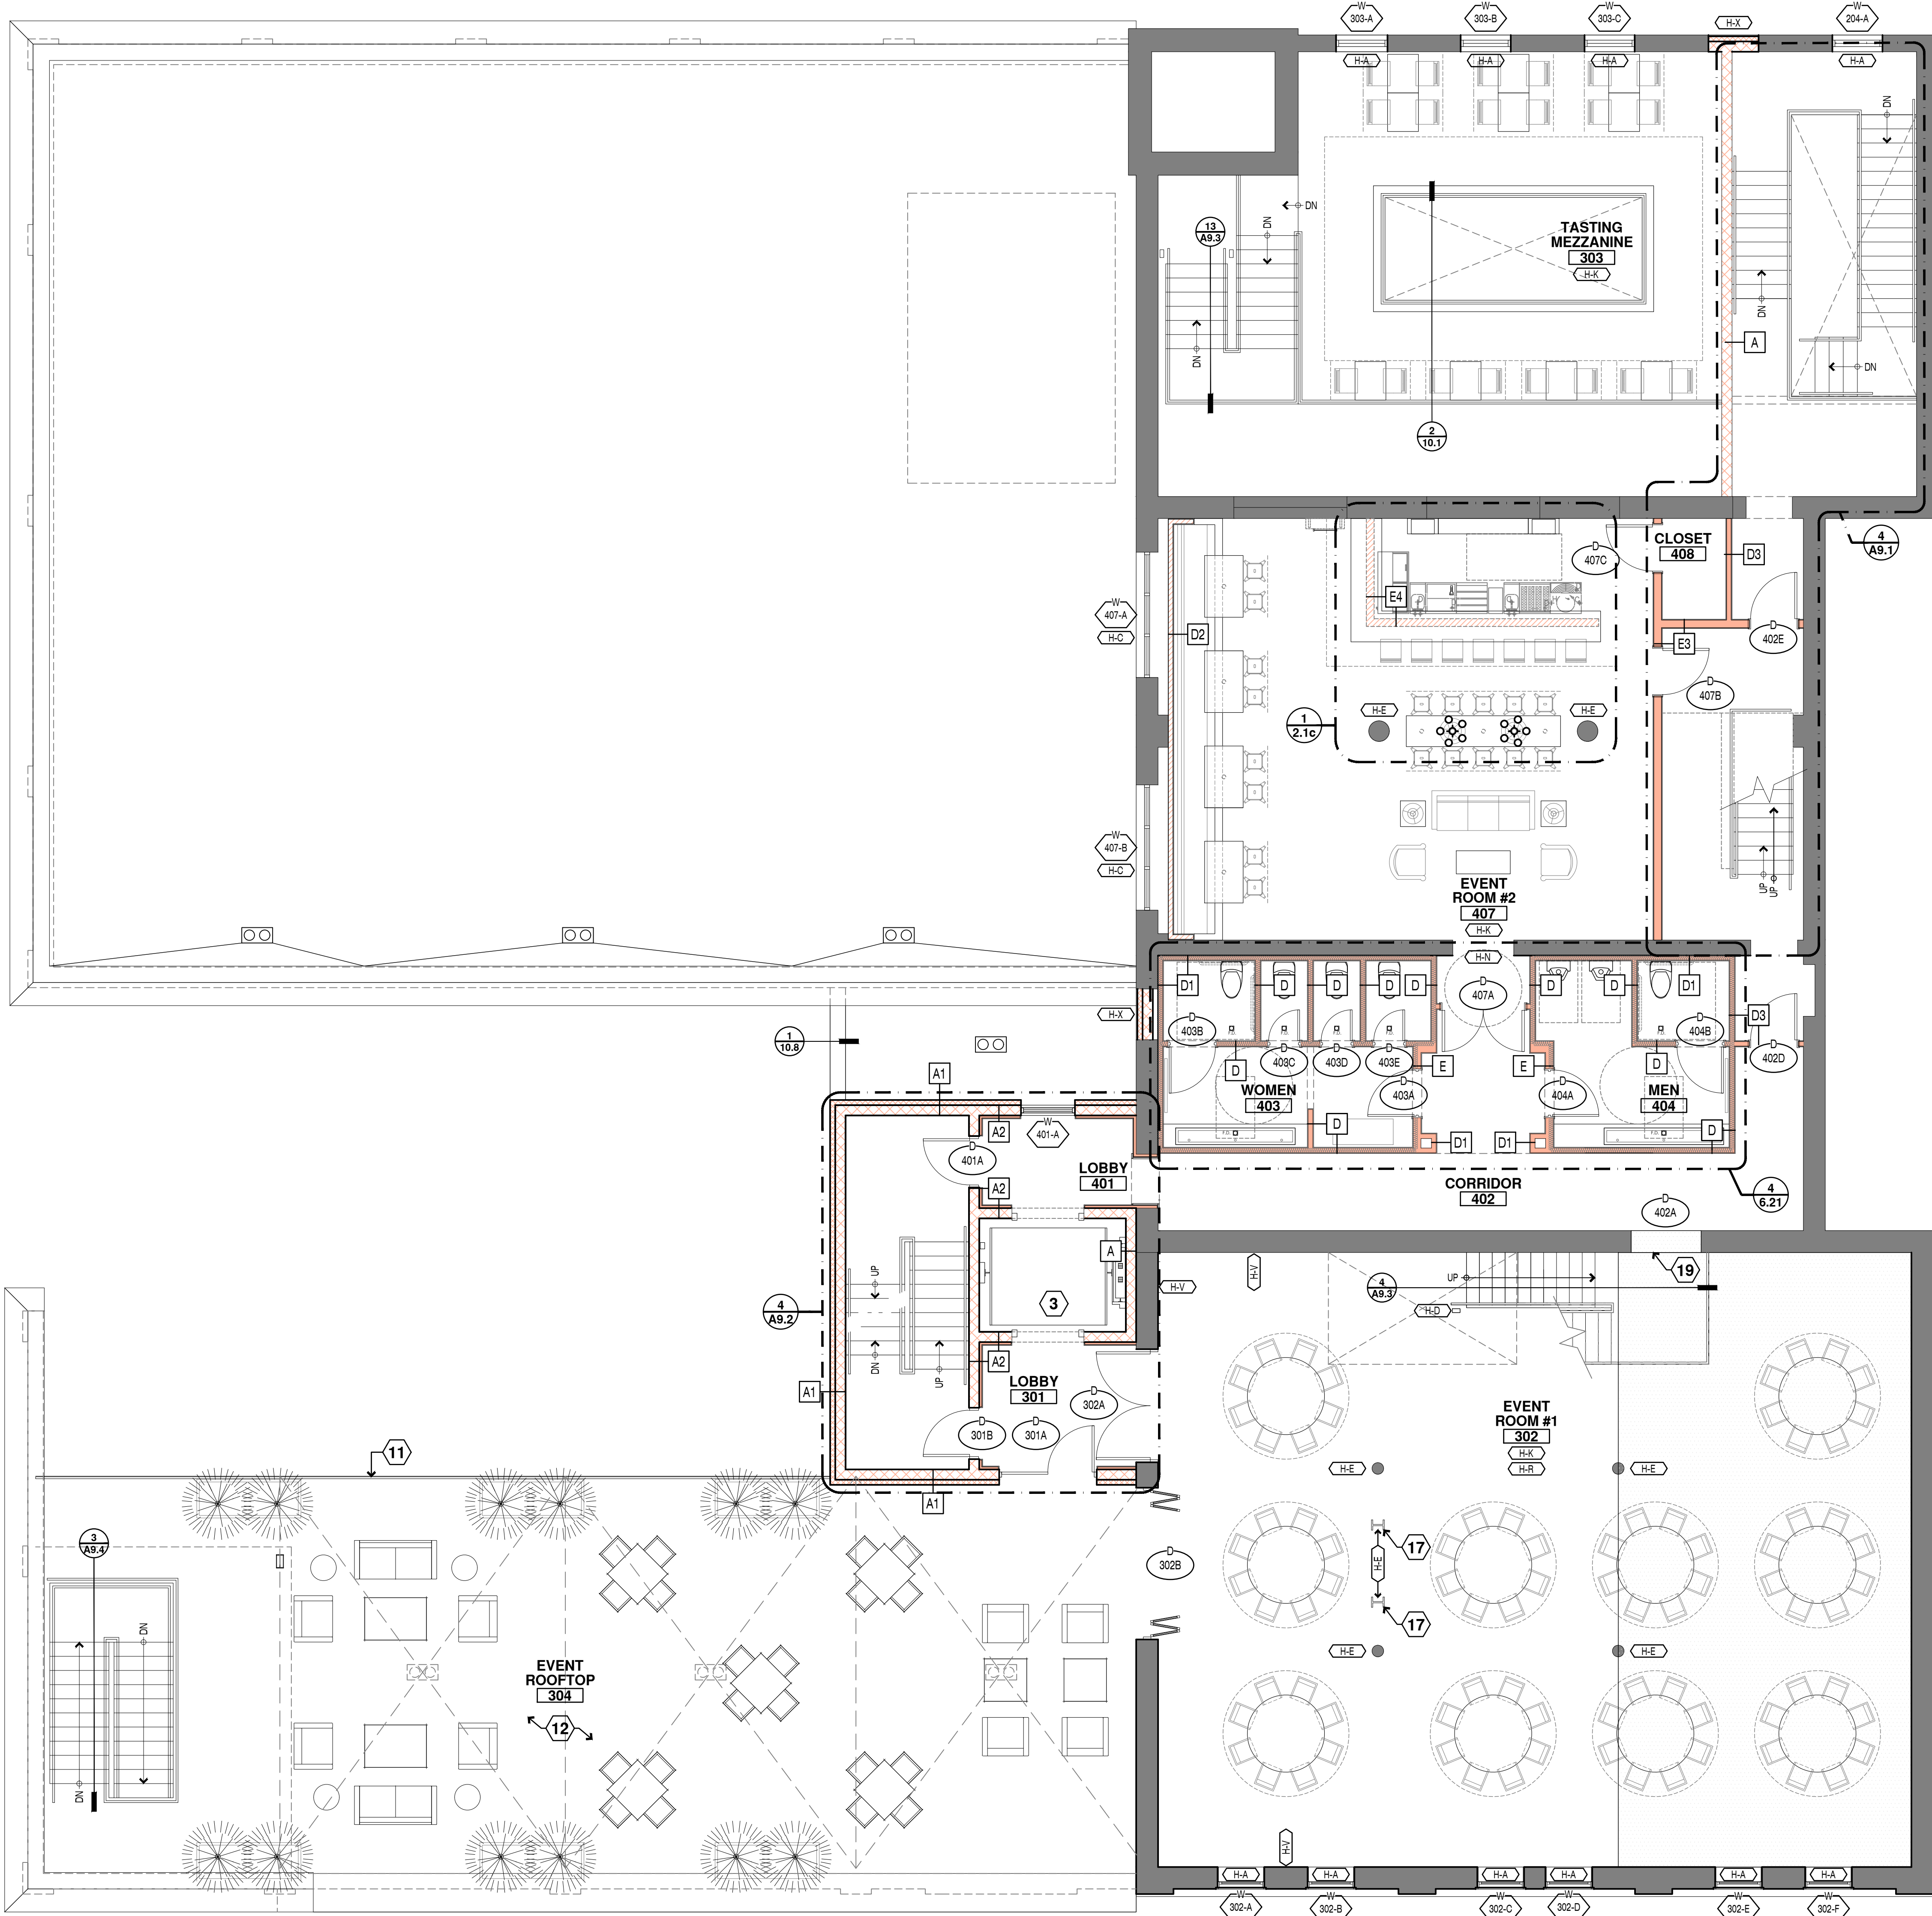 W
303-A
W
303-B
W
303-C
H-X
W
204-A
H-A
H-A
H-A
H-A
DN
DN
DN
13
A9.3
TASTING
MEZZANINE
303
H-K
DN
DN
A
DN
2
10.1
4
A9.1
CLOSET
408
D
407C
D3
E4
W
407-A
H-C
D2
E3
D
402E
D
407B
H-E
H-E
1
2.1c
W
407-B
H-C
UP
UP
EVENT
ROOM #2
407
H-K
H-N
D1
D
D
D
D
D
407A
D
D
D1
H-X
D
403B
F.D.
F.D.
F.D.
F.D.
F.D.
D
404B
D3
1
10.8
D
D
403C
D
403D
D
403E
E
E
D
D
402D
A1
WOMEN
403
D
403A
D
404A
MEN
404
A2
W
401-A
D
F.D.
D1
D1
F.D.
D
D
401A
LOBBY
401
A2
CORRIDOR
402
4
6.21
D
402A
A
H-V
H-V
19
UP
UP
4
A9.3
3
H-D
4
A9.2
DN
UP
A2
A1
LOBBY
301
D
302A
EVENT
ROOM #1
302
H-K
H-R
D
301B
D
301A
11
H-E
H-E
A1
3
A9.4
17
H-E
D
302B
17
DN
H-E
H-E
EVENT
ROOFTOP
304
12
DN
H-V
H-A
H-A
H-A
H-A
H-A
H-A
W
302-A
W
302-B
W
302-C
W
302-D
W
302-E
W
302-F